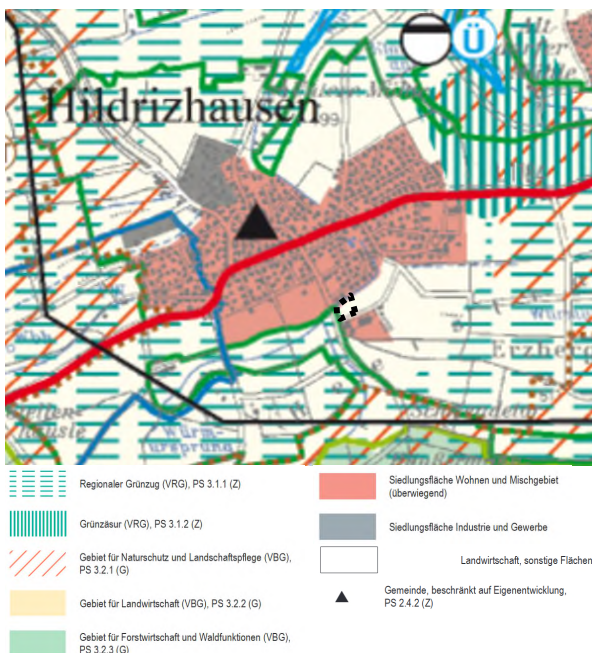 Ü
Hildrizhausen
Erzberg
Regionaler Grünzug (VRG), PS 3.1.1 (Z)
Grünzäsur (VRG), PS 3.1.2 (Z)
Gebiet für Naturschutz und Landschaftspflege (VBG),
PS 3.2.1 (G)
Gebiet für Landwirtschaft (VBG), PS 3.2.2 (G)
Gebiet für Forstwirtschaft und Waldfunktionen (VBG),
PS 3.2.3 (G)
Siedlungsfläche Wohnen und Mischgebiet
(überwiegend)
Siedlungsfläche Industrie und Gewerbe
Landwirtschaft, sonstige Flächen
Gemeinde, beschränkt auf Eigenentwicklung,
PS 2.4.2 (Z)